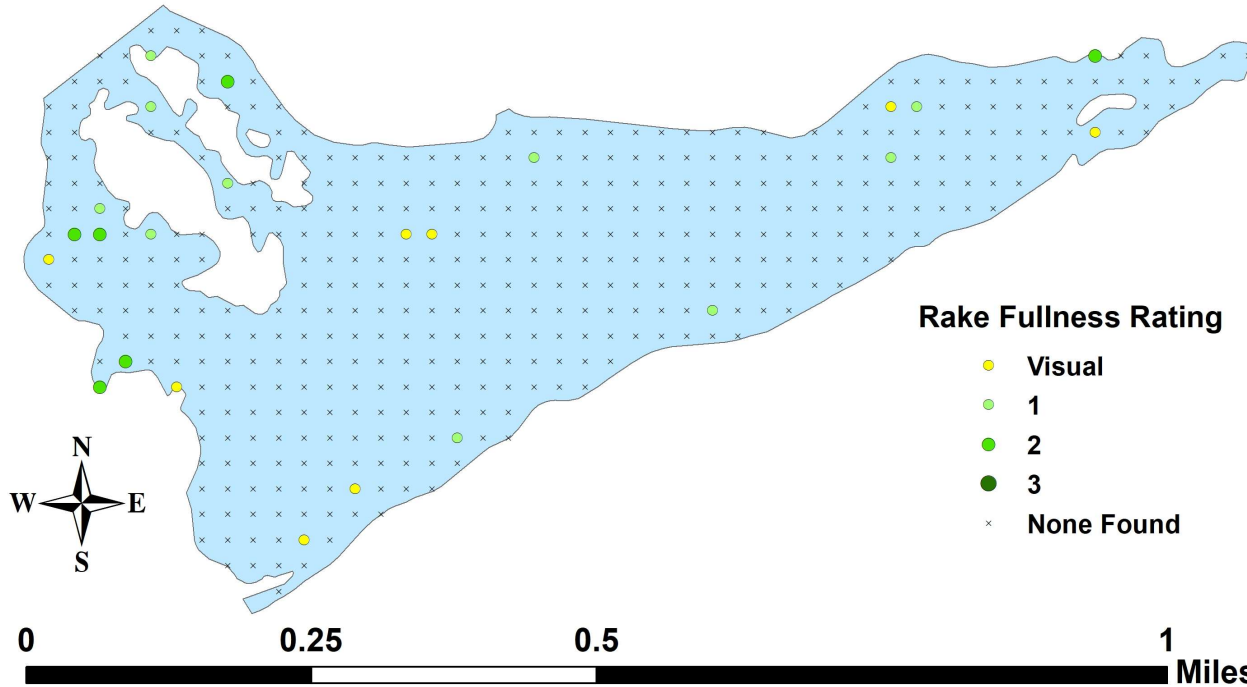 Rake Fullness Rating
Visual
1
2
3
None Found
N
W E
S
0 0.25 0.5 1
Miles